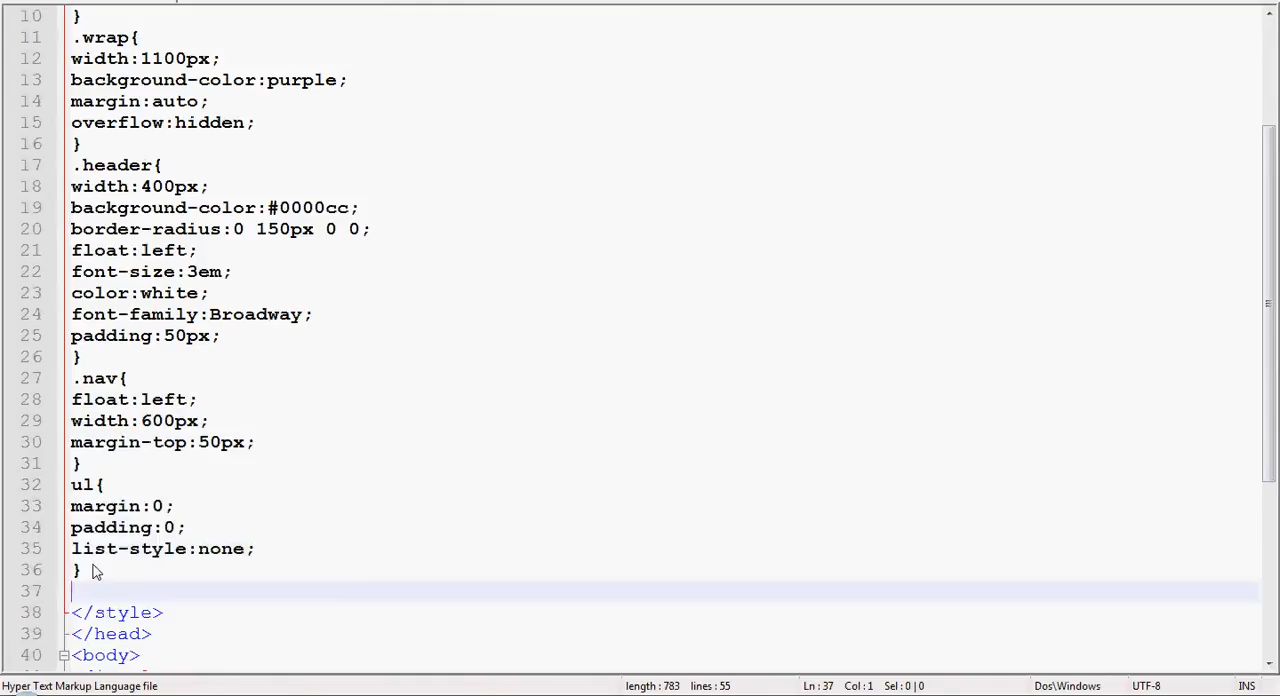 10 }
11 .wrap{
12 width:1100px;
13 background-color:purple;
14 margin:auto;
15 overflow:hidden;
16 }
17 .header{
18 width:400px;
19 background-color:#0000cc;
20 border-radius:0 150px 0 0;
21 float:left;
22 font-size:3em;
23 color:white;
24 font-family:Broadway;
25 padding:50px;
26 }
27 .nav{
28 float:left;
29 width:600px;
30 margin-top:50px;
31 }
32 ul{
33 margin:0;
34 padding:0;
35 list-style:none;
36 }
37
38 </style>
39 </head>
40 <body>
Hyper Text Markup Language file length : 783 lines : 55 Ln : 37 Col : 1 Sel : 0 | 0 Dos\Windows UTF-8 INS